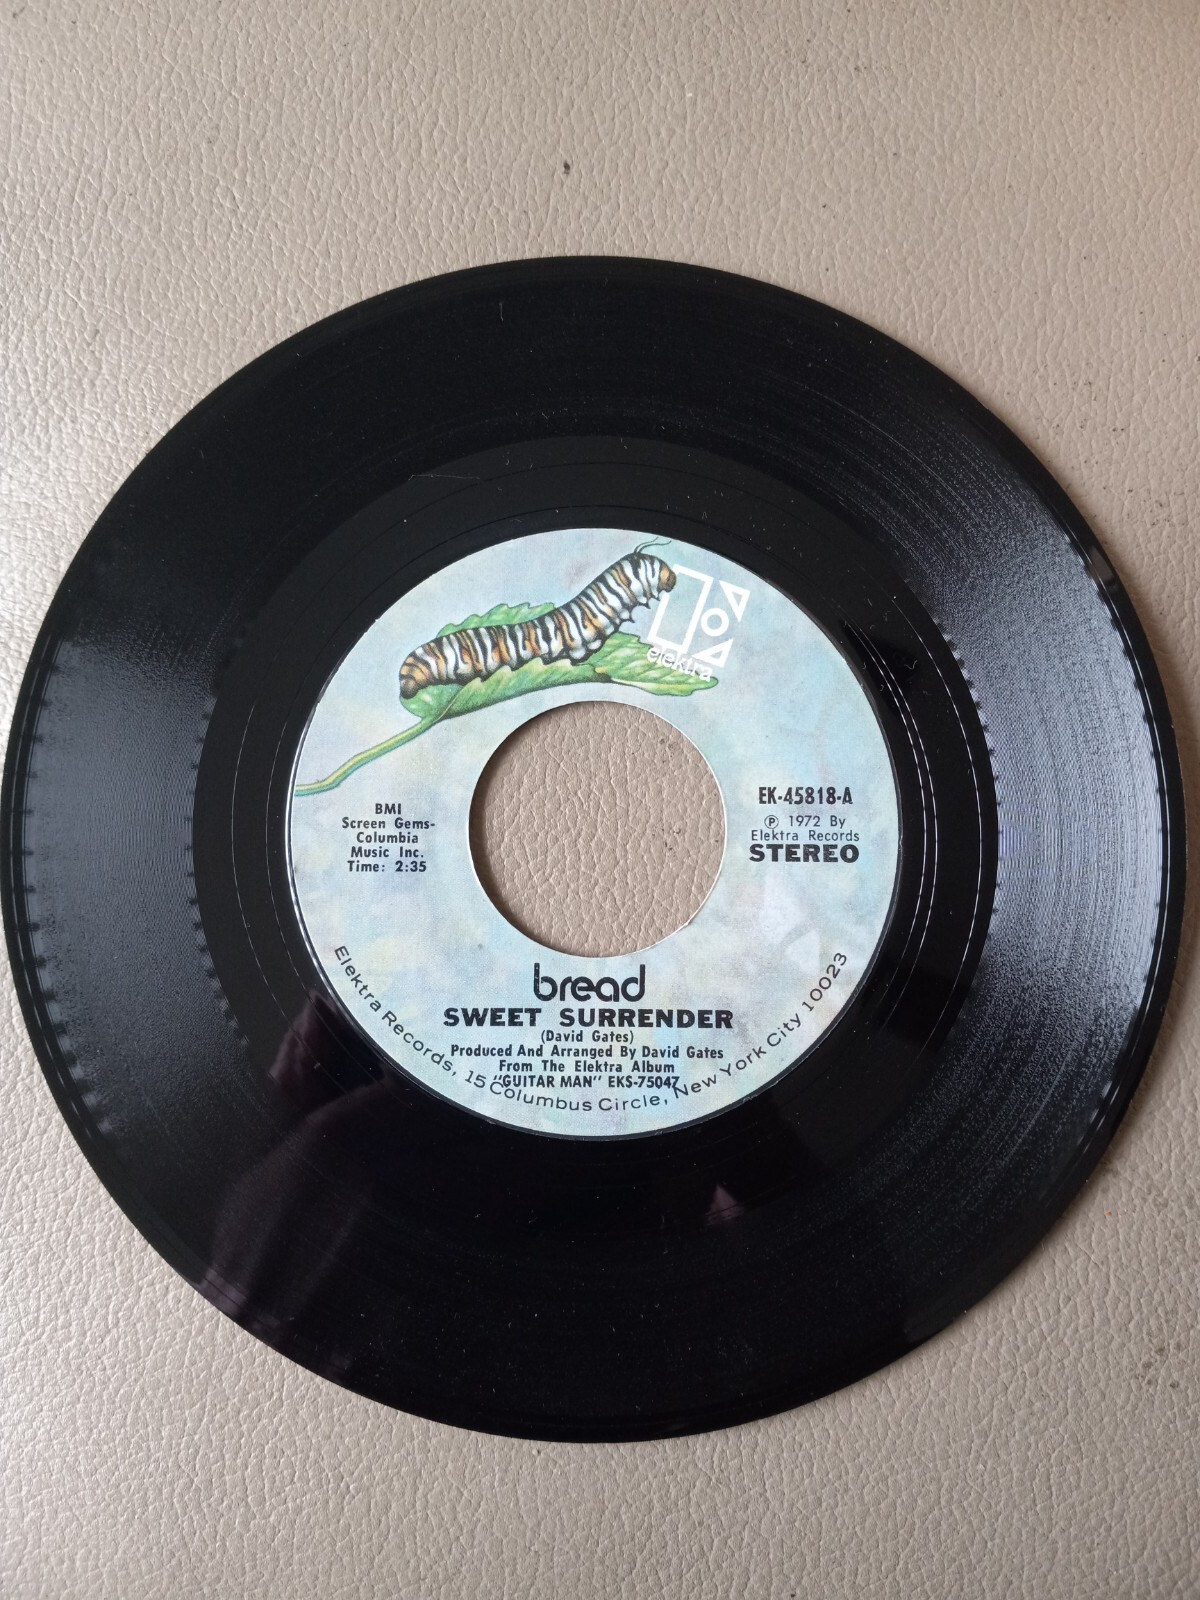 elektra
BMI
Screen Gems-
Columbia
Music Inc.
Time: 2:35
EK-45818-A
Ⓟ 1972 By
Elektra Records
STEREO
bread
SWEET SURRENDER
(David Gates)
Produced And Arranged By David Gates
From The Elektra Album
"GUITAR MAN" EKS-75047
Elektra Records, 15 Columbus Circle, New York City 10023